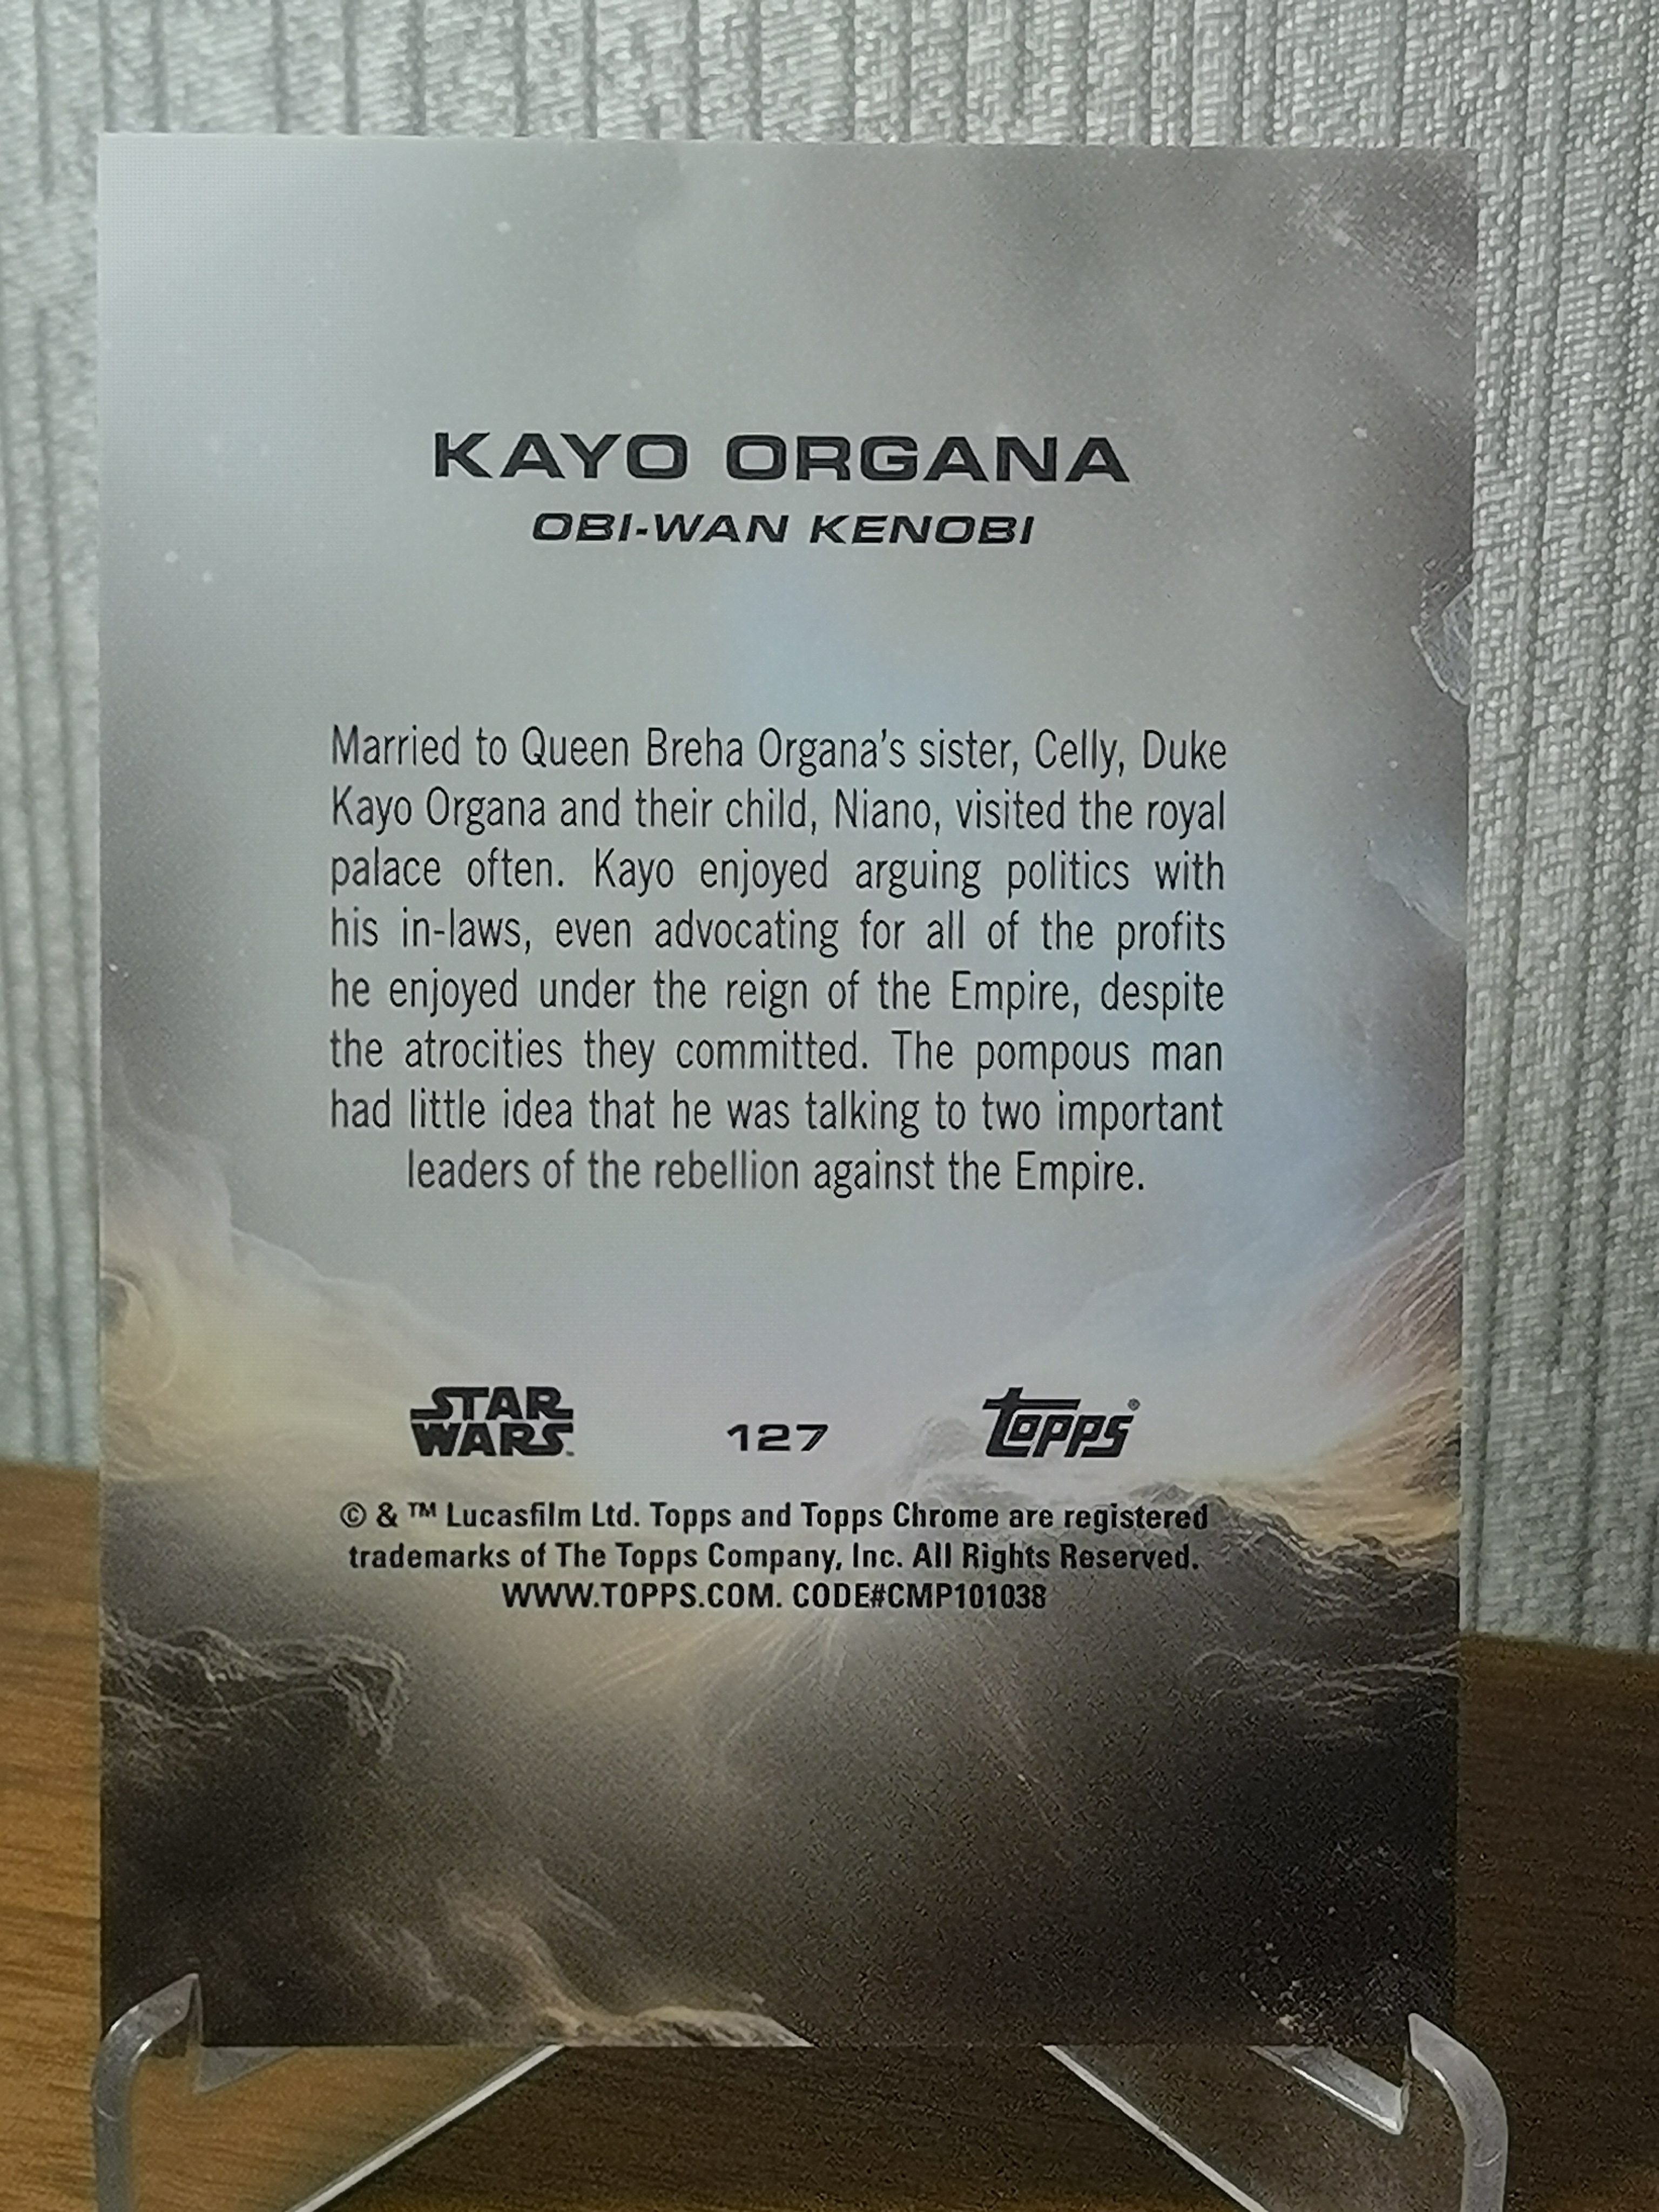 KAYO ORGANA
OBI-WAN KENOBI
Married to Queen Breha Organa's sister, Celly, Duke
Kayo Organa and their child, Niano, visited the royal
palace often. Kayo enjoyed arguing politics with
his in-laws, even advocating for all of the profits
he enjoyed under the reign of the Empire, despite
the atrocities they committed. The pompous man
had little idea that he was talking to two important
leaders of the rebellion against the Empire.
STAR
WARS
127
Topps®
© & ™ Lucasfilm Ltd. Topps and Topps Chrome are registered
trademarks of The Topps Company, Inc. All Rights Reserved.
WWW.TOPPS.COM. CODE#CMP101038